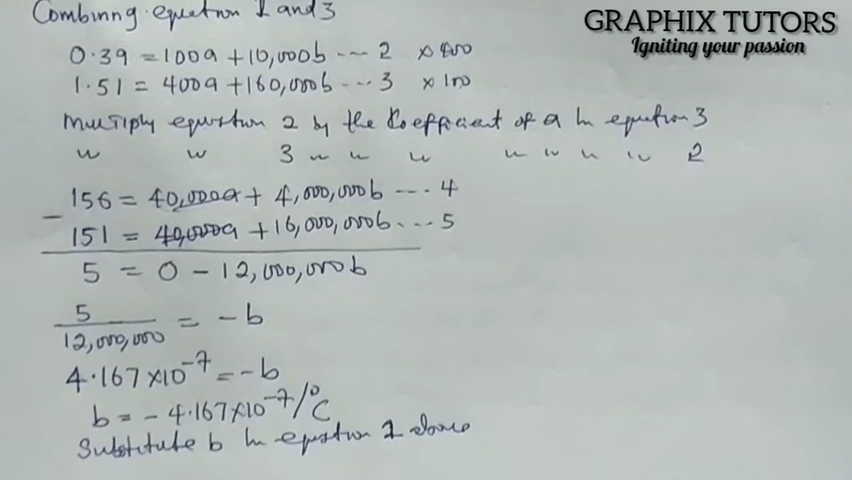 Combining equation 1 and 3
GRAPHIX TUTORS
Igniting your passion
0.39 = 100a + 10,000b --- 2 × 400
1.51 = 400a + 160,000b --- 3 × 100
Multiply equation 2 by the Coefficient of a in equation 3
" " 3 " " " " " " " 2
156 = 40,000a + 4,000,000b --- 4
- 151 = 40,000a + 16,000,000b --- 5
5 = 0 - 12,000,000b
5/12,000,000 = -b
4.167 × 10⁻⁷ = -b
b = -4.167 × 10⁻⁷/°C
Substitute b in equation 1 above